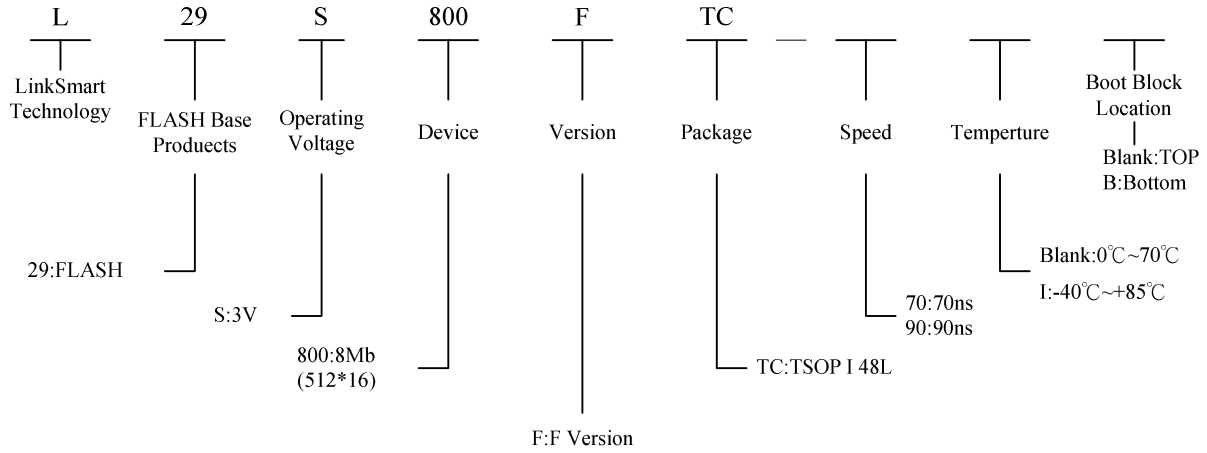 L 29 S 800 F TC —
LinkSmart
Technology
FLASH Base
Producects
Operating
Voltage
Device
Version
Package
Speed
Temperture
Boot Block
Location
Blank:TOP
B:Bottom
29:FLASH
S:3V
800:8Mb
(512*16)
F:F Version
TC:TSOP I 48L
70:70ns
90:90ns
Blank:0℃~70℃
I:-40℃~+85℃